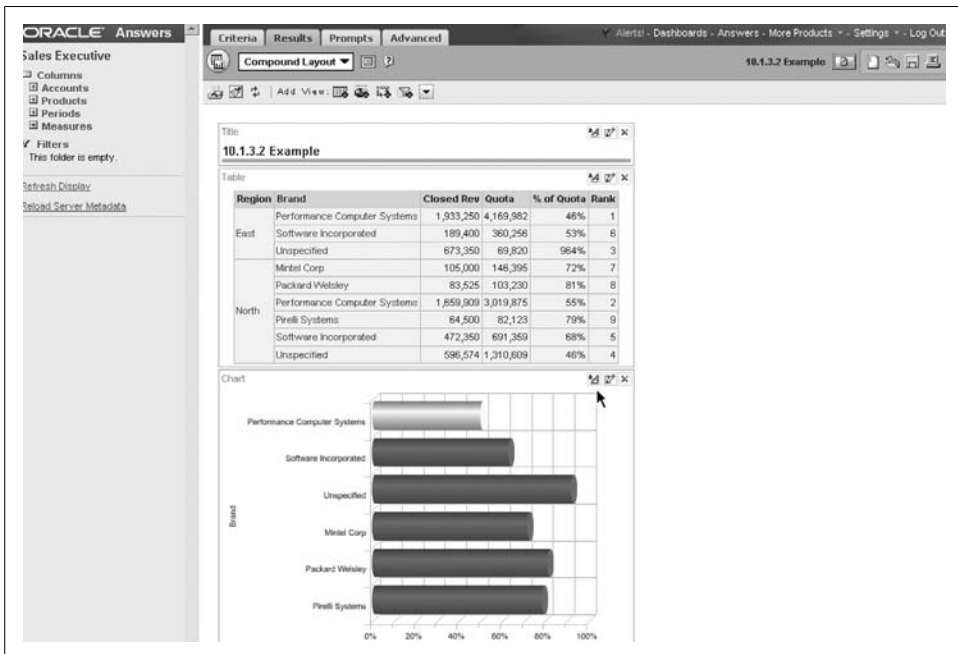 ORACLE Answers
Sales Executive
Columns
Accounts
Products
Periods
Measures
Filters
This folder is empty.
Refresh Display
Reload Server Metadata
Criteria Results Prompts Advanced
Alerts! - Dashboards - Answers - More Products - Settings - Log Out
Compound Layout
10.1.3.2 Example
Add View:
Title
10.1.3.2 Example
Table
Region Brand Closed Rev Quota % of Quota Rank
East
Performance Computer Systems 1,933,250 4,169,982 46% 1
Software Incorporated 189,400 360,256 53% 6
Unspecified 673,350 69,820 964% 3
North
Mintel Corp 105,000 146,395 72% 7
Packard Welsley 83,525 103,230 81% 8
Performance Computer Systems 1,659,909 3,019,875 55% 2
Pirelli Systems 64,500 82,123 79% 9
Software Incorporated 472,350 691,359 68% 5
Unspecified 596,574 1,310,609 46% 4
Chart
Performance Computer Systems
Software Incorporated
Unspecified
Mintel Corp
Packard Welsley
Pirelli Systems
Brand
0% 20% 40% 60% 80% 100%